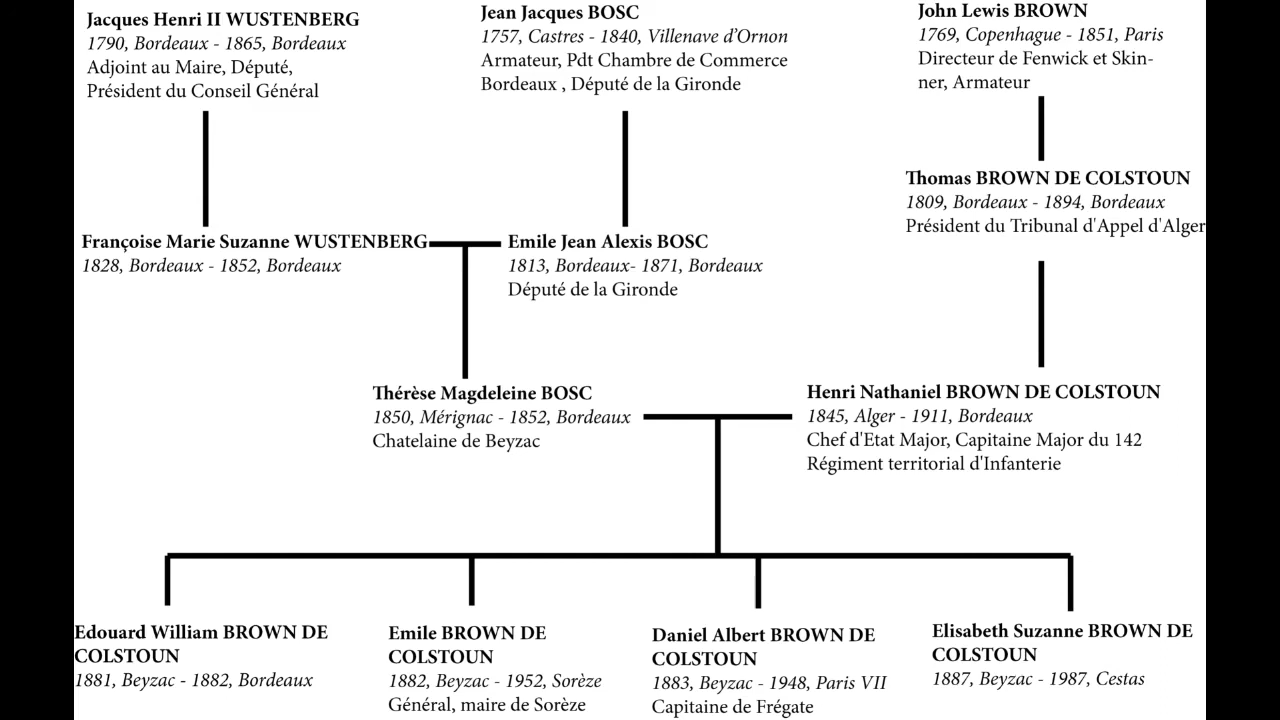 Jacques Henri II WUSTENBERG
1790, Bordeaux - 1865, Bordeaux
Adjoint au Maire, Député,
Président du Conseil Général
Jean Jacques BOSC
1757, Castres - 1840, Villenave d’Ornon
Armateur, Pdt Chambre de Commerce
Bordeaux , Député de la Gironde
John Lewis BROWN
1769, Copenhague - 1851, Paris
Directeur de Fenwick et Skin-
ner, Armateur
Thomas BROWN DE COLSTOUN
1809, Bordeaux - 1894, Bordeaux
Président du Tribunal d'Appel d'Alger
Françoise Marie Suzanne WUSTENBERG
1828, Bordeaux - 1852, Bordeaux
Emile Jean Alexis BOSC
1813, Bordeaux- 1871, Bordeaux
Député de la Gironde
Thérèse Magdeleine BOSC
1850, Mérignac - 1852, Bordeaux
Chatelaine de Beyzac
Henri Nathaniel BROWN DE COLSTOUN
1845, Alger - 1911, Bordeaux
Chef d'Etat Major, Capitaine Major du 142
Régiment territorial d'Infanterie
Edouard William BROWN DE
COLSTOUN
1881, Beyzac - 1882, Bordeaux
Emile BROWN DE
COLSTOUN
1882, Beyzac - 1952, Sorèze
Général, maire de Sorèze
Daniel Albert BROWN DE
COLSTOUN
1883, Beyzac - 1948, Paris VII
Capitaine de Frégate
Elisabeth Suzanne BROWN DE
COLSTOUN
1887, Beyzac - 1987, Cestas